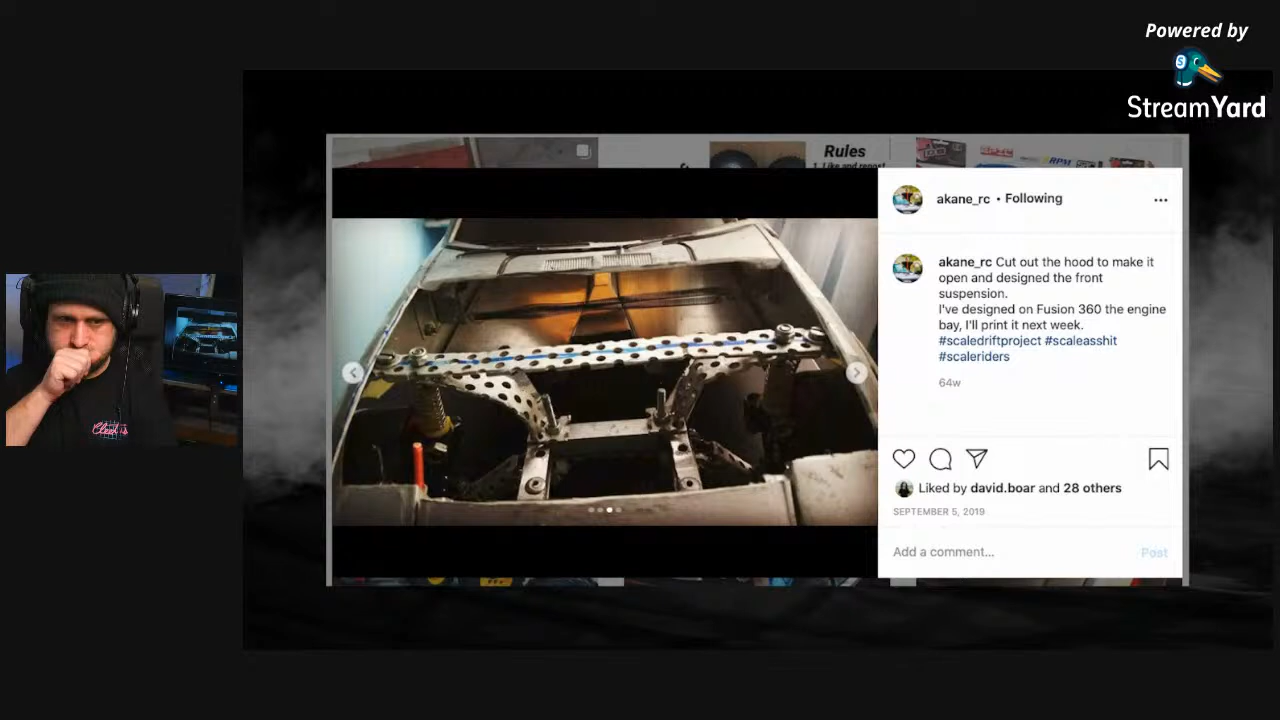 Powered by
StreamYard
Rules
1. Like and repost
RPM
akane_rc • Following
akane_rc Cut out the hood to make it
open and designed the front
suspension.
I've designed on Fusion 360 the engine
bay, I'll print it next week.
#scaledriftproject #scaleasshit
#scaleriders
64w
Liked by david.boar and 28 others
SEPTEMBER 5, 2019
Add a comment...
Post